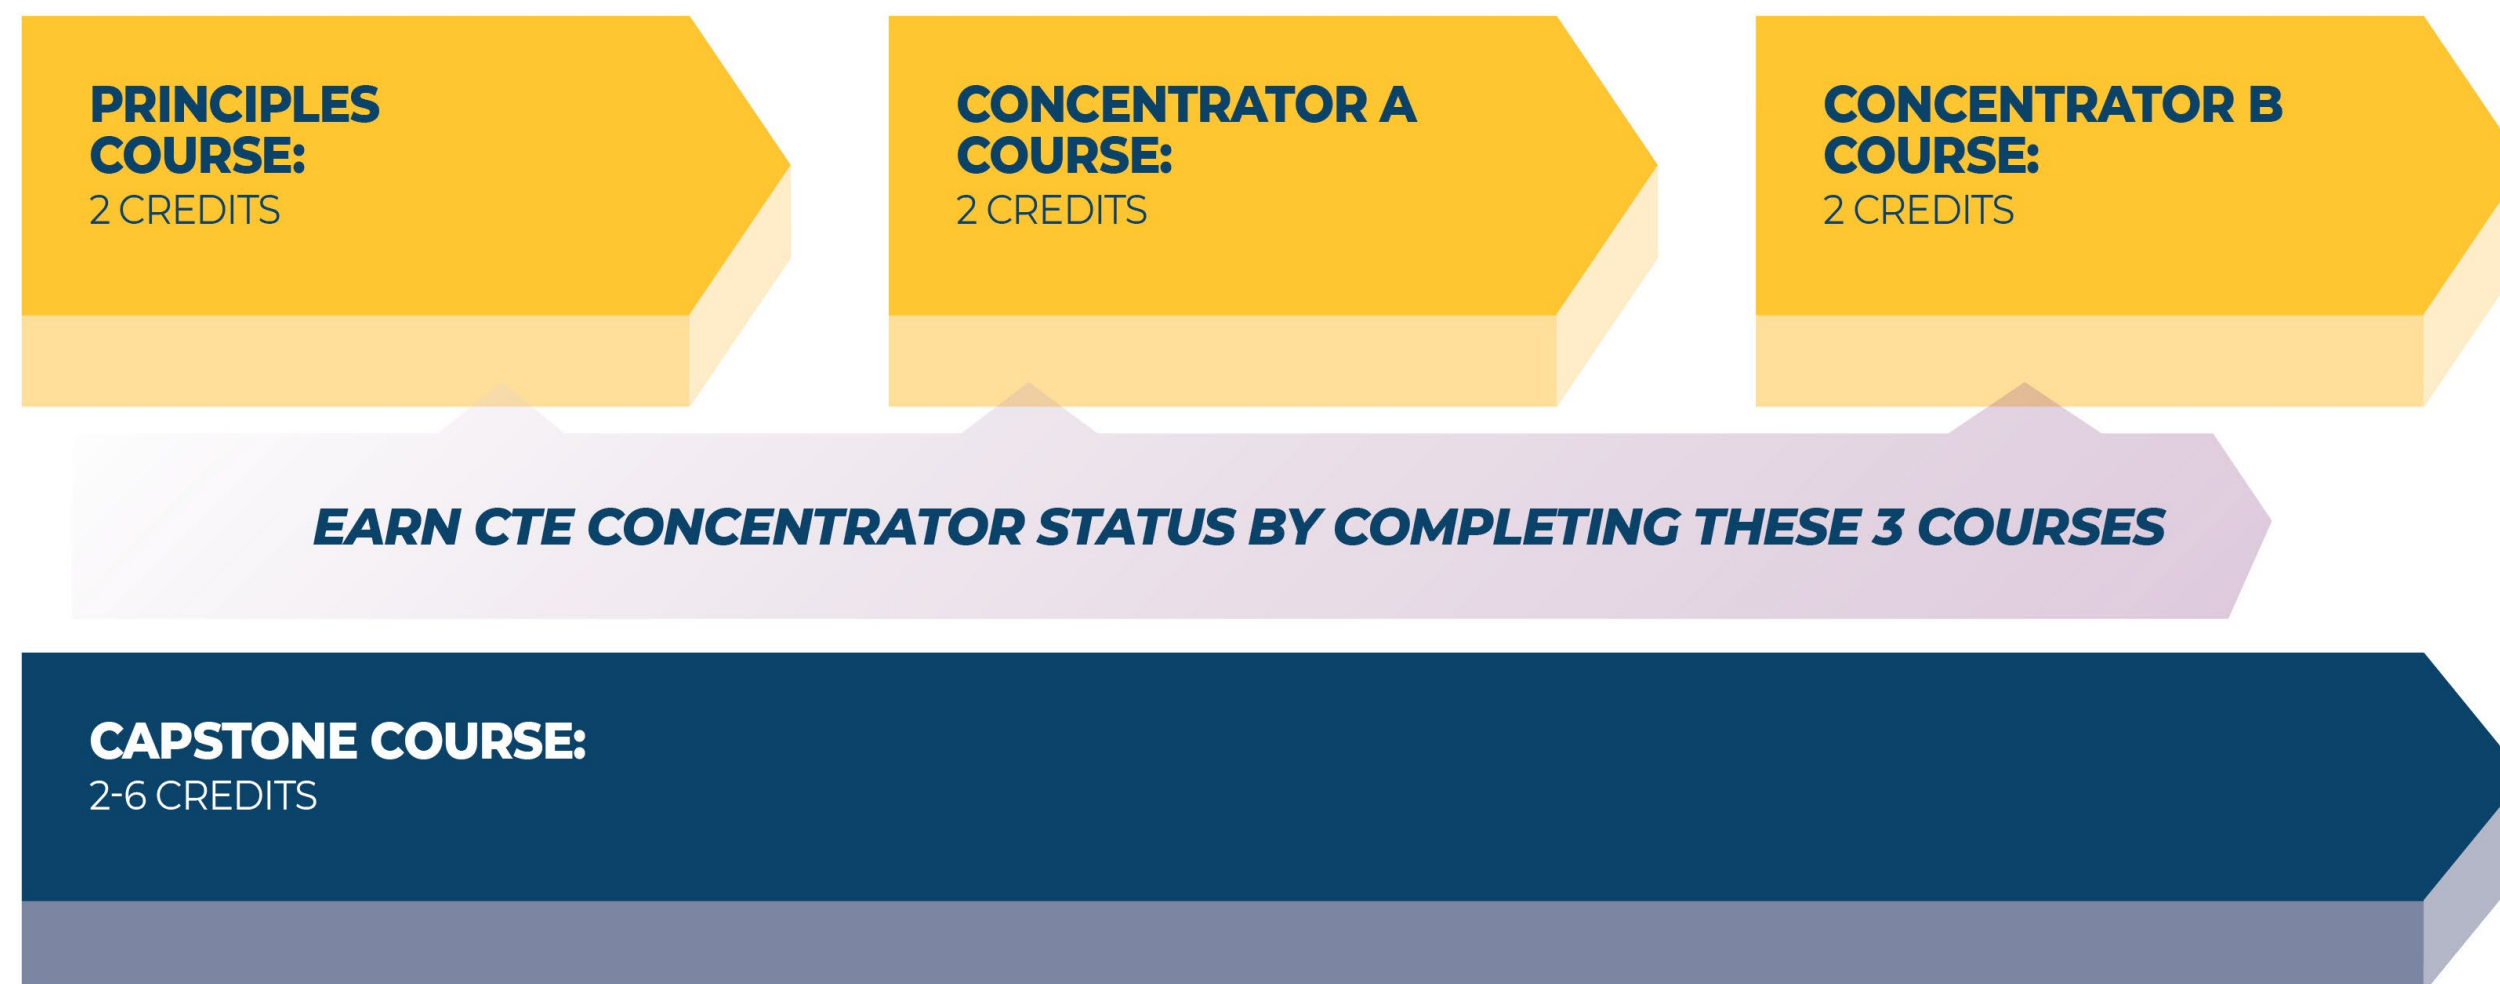 PRINCIPLES
COURSE:
2 CREDITS
CONCENTRATOR A
COURSE:
2 CREDITS
CONCENTRATOR B
COURSE:
2 CREDITS
EARN CTE CONCENTRATOR STATUS BY COMPLETING THESE 3 COURSES
CAPSTONE COURSE:
2-6 CREDITS